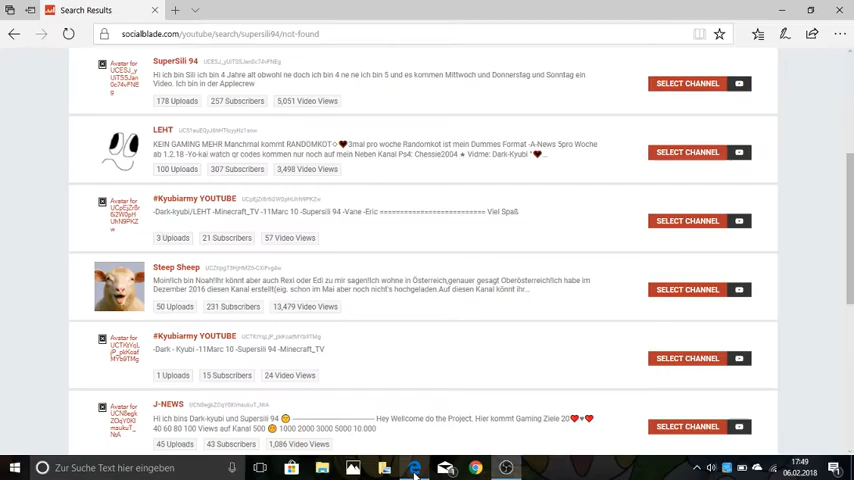 Search Results
socialblade.com/youtube/search/supersili94/not-found
Avatar for
SuperSili 94
Hi ich bin Sili ich bin 4 Jahre alt obwohl ne doch ich bin 4 ne ne ich bin 5 und es kommen Mittwoch und Donnerstag und Sonntag ein
Video. Ich bin in der Applecrew
178 Uploads 257 Subscribers 5,051 Video Views
SELECT CHANNEL
LEHT
KEIN GAMING MEHR Manchmal kommt RANDOMKOT 3mal pro woche Randomkot ist mein Dummes Format -A-News 5pro Woche
ab 1.2.18 -Yo-kai watch qr codes kommen nur noch auf mein Neben Kanal Ps4: Chessie2004 ★ Vidme: Dark-Kyubi "🖤...
100 Uploads 307 Subscribers 3,498 Video Views
SELECT CHANNEL
Avatar for
#Kyubiarmy YOUTUBE
-Dark-kyubi/LEHT -Minecraft_TV -11Marc 10 -Supersili 94 -Vane -Eric ========================== Viel Spaß
3 Uploads 21 Subscribers 57 Video Views
SELECT CHANNEL
Steep Sheep
Moin!Ich bin Noah!Ihr könnt aber auch Rexi oder Edi zu mir sagen!Ich wohne in Österreich,genauer gesagt Oberösterreich!Ich habe im
Dezember 2016 diesen Kanal erstellt(eig. schon im Mai aber noch nicht's hochgeladen.Auf diesen Kanal könnt ihr...
50 Uploads 231 Subscribers 13,479 Video Views
SELECT CHANNEL
Avatar for
#Kyubiarmy YOUTUBE
-Dark - Kyubi -11Marc 10 -Supersili 94 -Minecraft_TV
1 Uploads 15 Subscribers 24 Video Views
SELECT CHANNEL
Avatar for
J-NEWS
Hi ich bins Dark-kyubi und Supersili 94 Hey Wellcome do the Project. Hier kommt Gaming Ziele 20❤️♥❤️
40 60 80 100 Views auf Kanal 500 1000 2000 3000 5000 10.000
45 Uploads 43 Subscribers 1,086 Video Views
SELECT CHANNEL
Zur Suche Text hier eingeben
17:49
06.02.2018